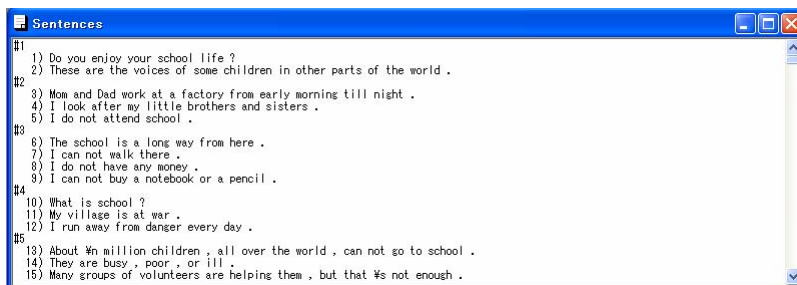 Sentences
#1
1) Do you enjoy your school life ?
2) These are the voices of some children in other parts of the world .
#2
3) Mom and Dad work at a factory from early morning till night .
4) I look after my little brothers and sisters .
5) I do not attend school .
#3
6) The school is a long way from here .
7) I can not walk there .
8) I do not have any money .
9) I can not buy a notebook or a pencil .
#4
10) What is school ?
11) My village is at war .
12) I run away from danger every day .
#5
13) About ¥n million children , all over the world , can not go to school .
14) They are busy , poor , or ill .
15) Many groups of volunteers are helping them , but that ¥s not enough .